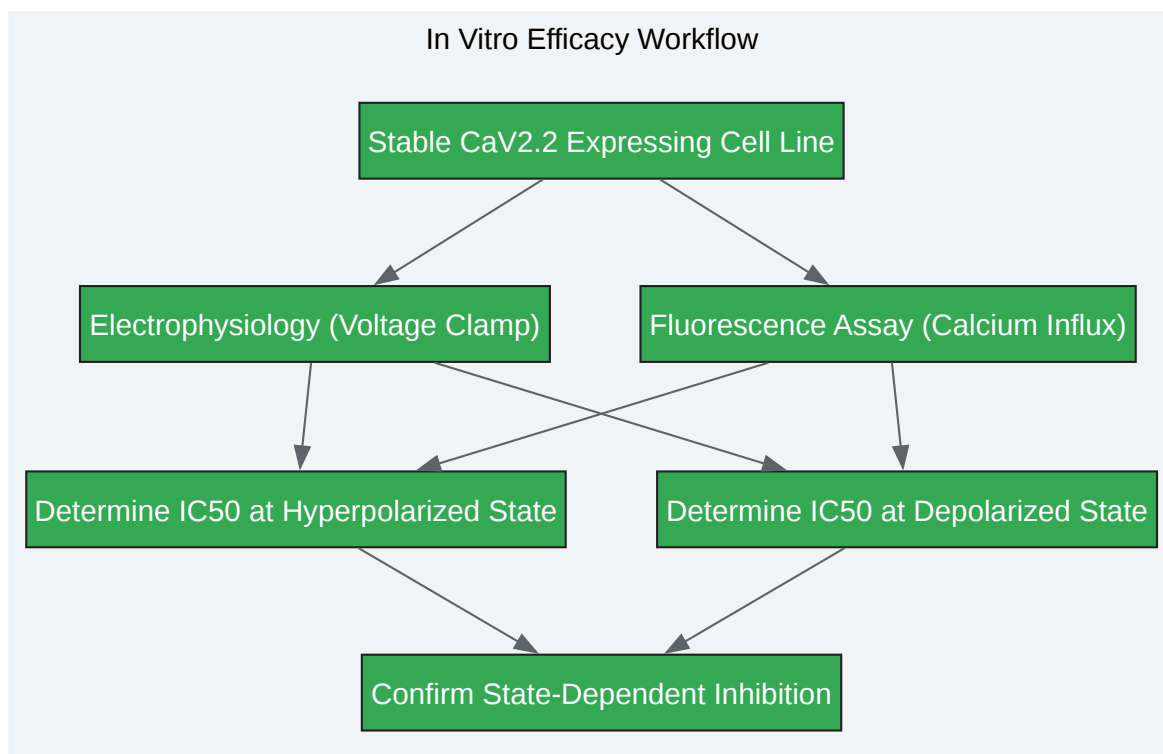 In Vitro Efficacy Workflow
Stable CaV2.2 Expressing Cell Line
Electrophysiology (Voltage Clamp)
Fluorescence Assay (Calcium Influx)
Determine IC50 at Hyperpolarized State
Determine IC50 at Depolarized State
Confirm State-Dependent Inhibition